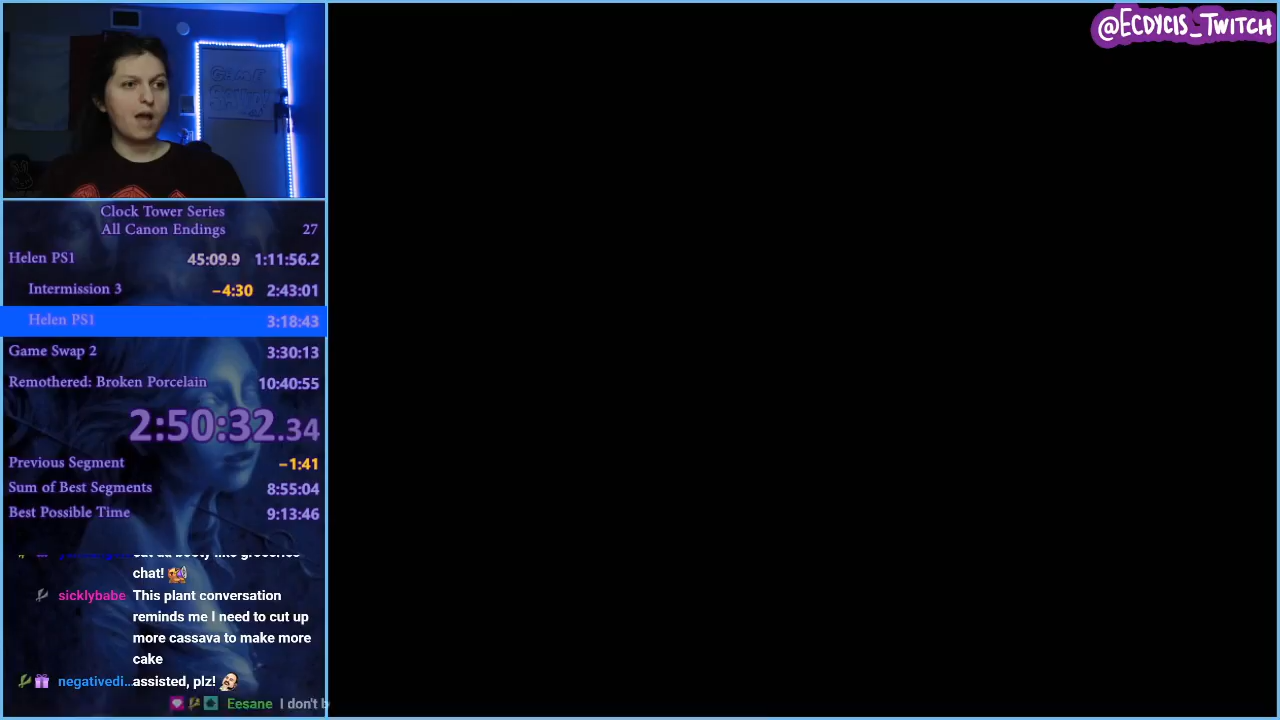 @Ecdycis_Twitch
Clock Tower Series
All Canon Endings 27
Helen PS1 45:09.9 1:11:56.2
Intermission 3 −4:30 2:43:01
Helen PS1 3:18:43
Game Swap 2 3:30:13
Remothered: Broken Porcelain 10:40:55
2:50:32.34
Previous Segment −1:41
Sum of Best Segments 8:55:04
Best Possible Time 9:13:46
chat!
sicklybabe This plant conversation
reminds me I need to cut up
more cassava to make more
cake
negativedi... assisted, plz!
Eesane I don't